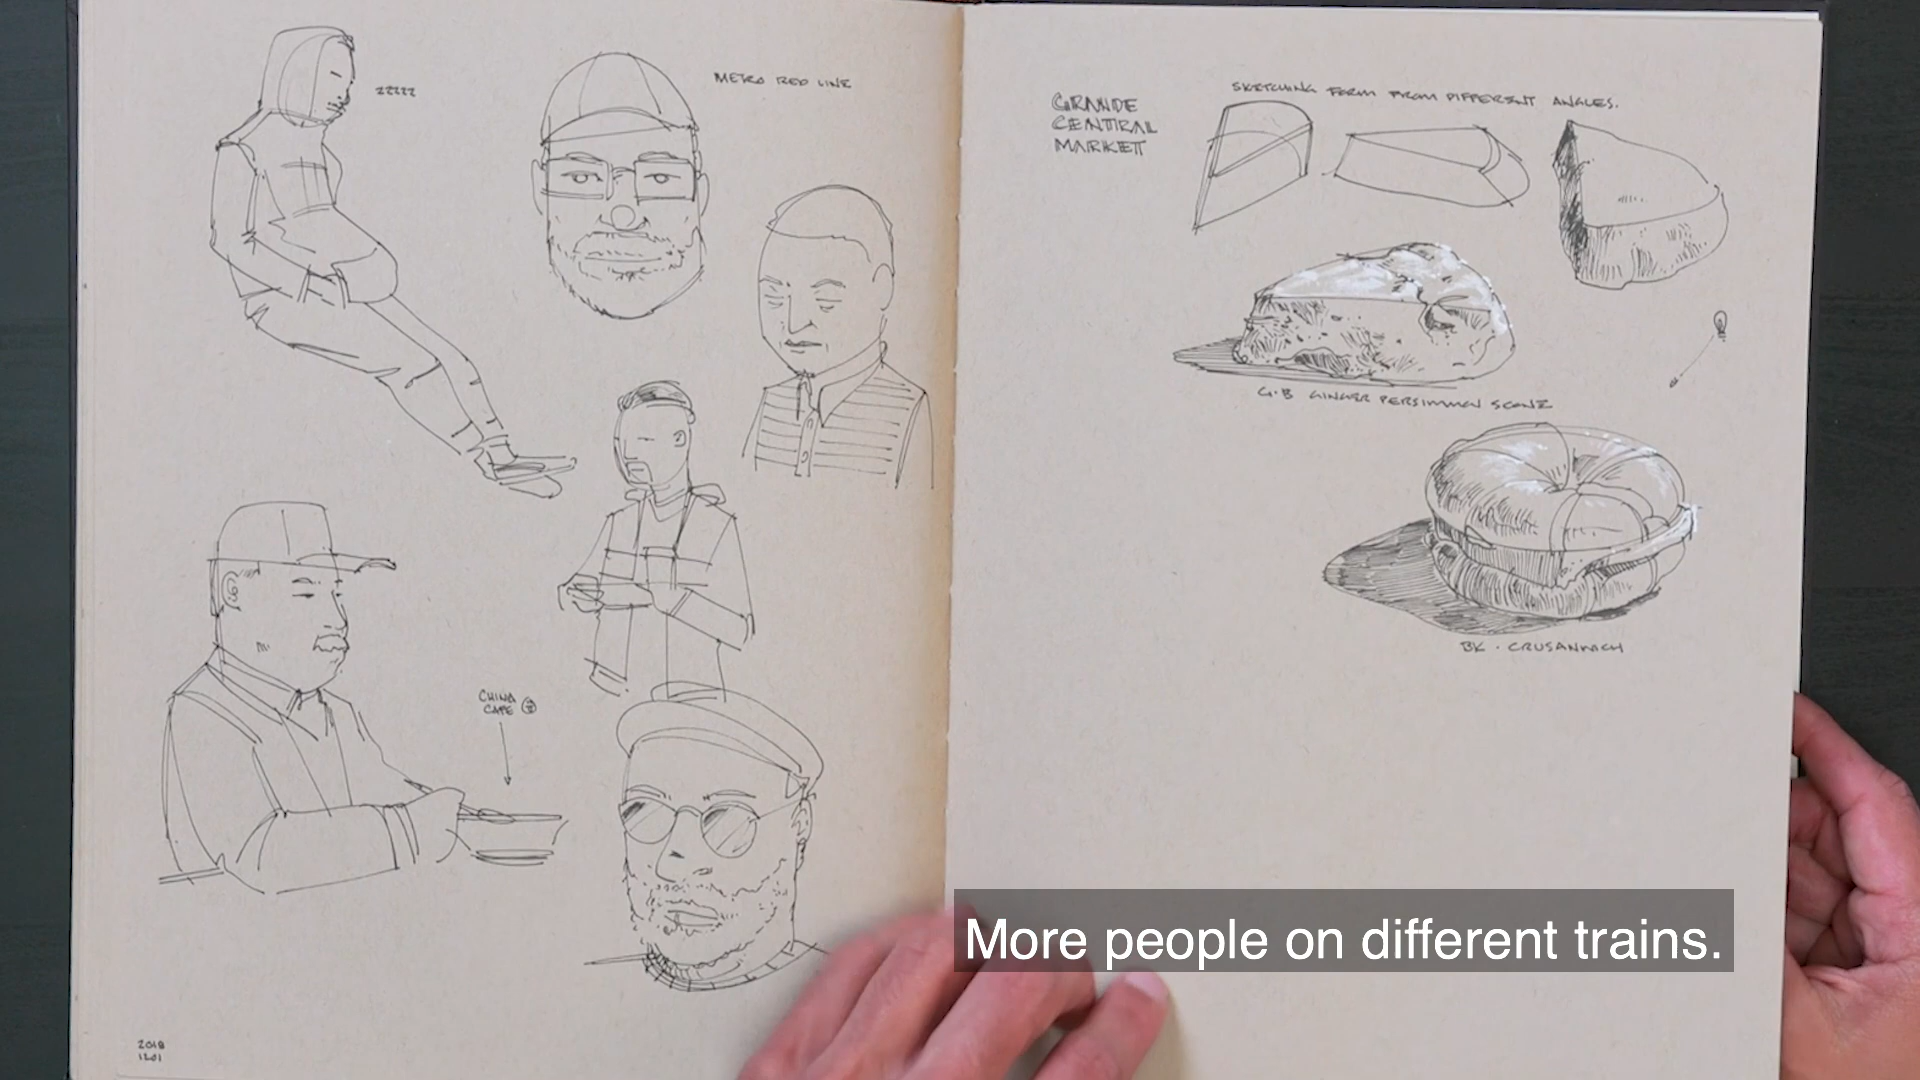 zzzzz
METRO RED LINE
CHINA
CAFE
2018
1201
GRANDE
CENTRAL
MARKET
SKETCHING FORM FROM DIFFERENT ANGLES.
G·B GINGER PERSIMMON SCONE
BK · CRUSANWICH
More people on different trains.